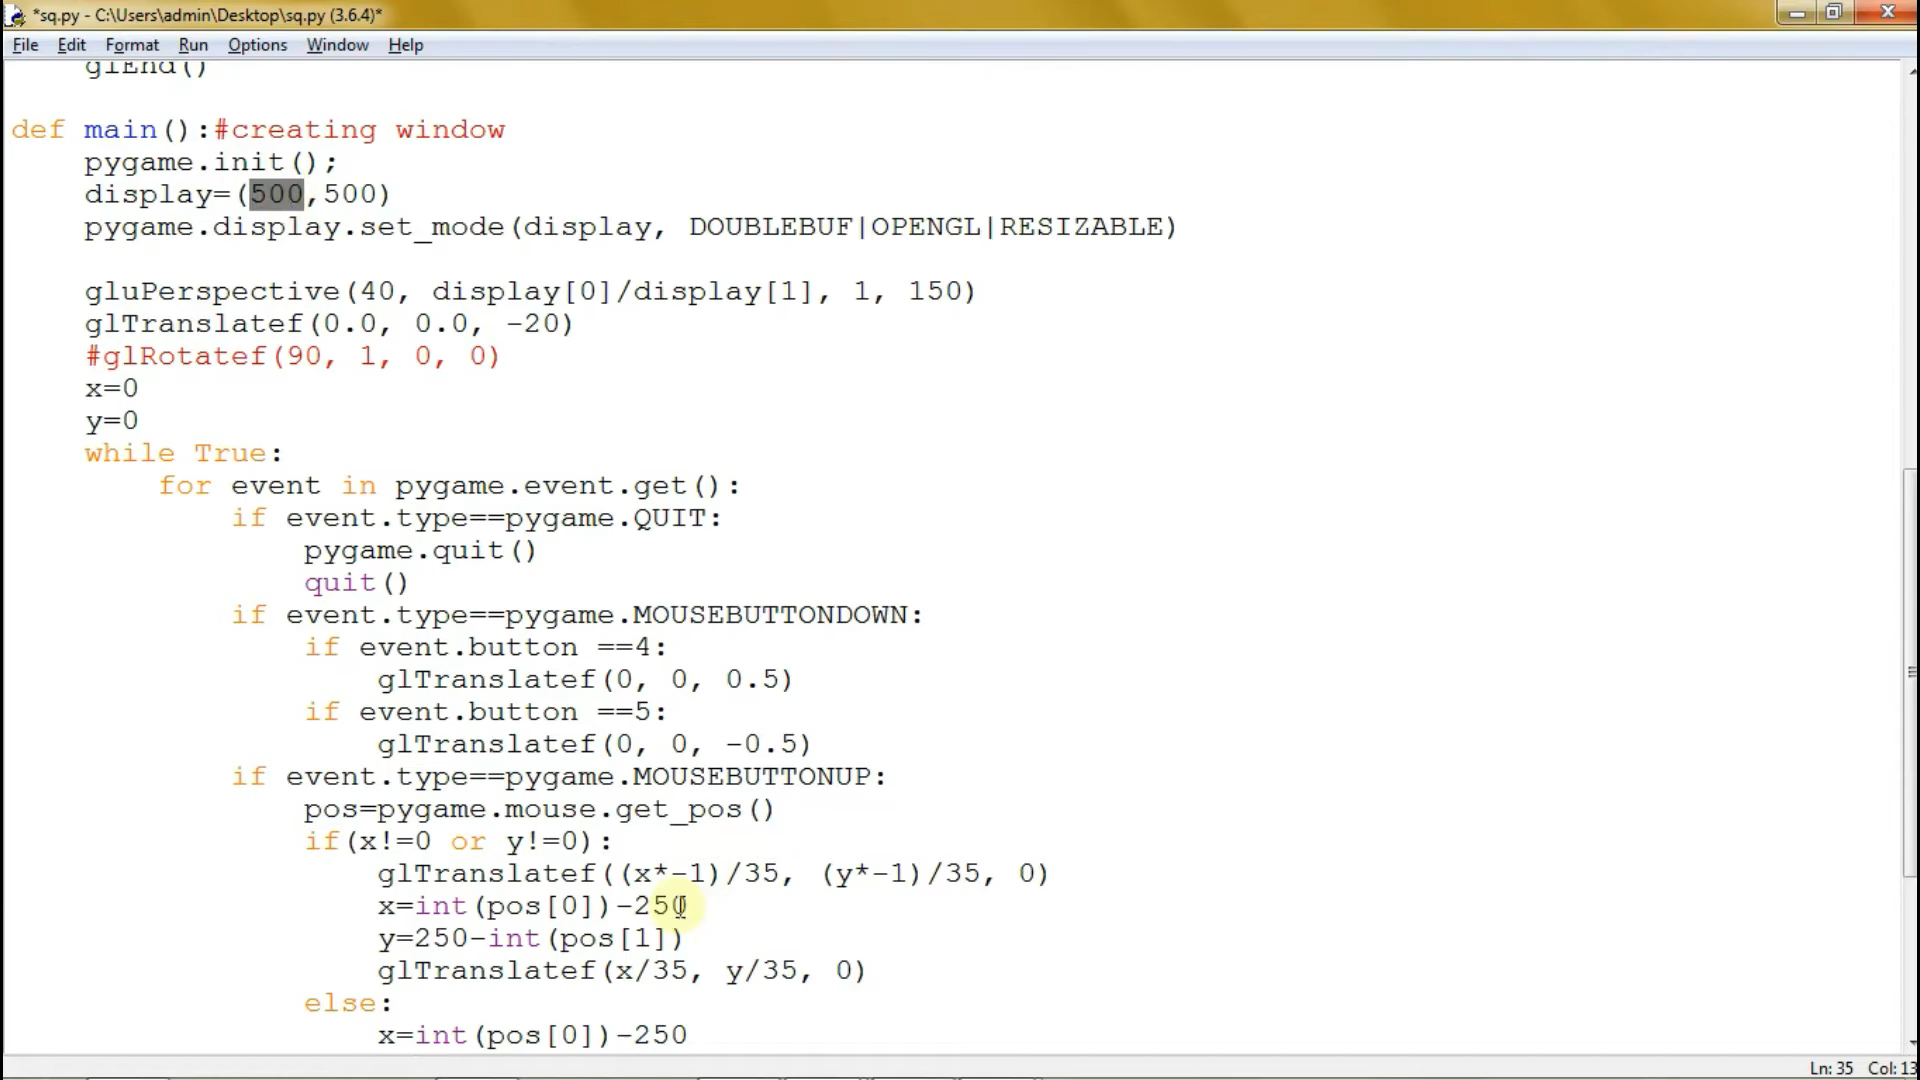 *sq.py - C:\Users\admin\Desktop\sq.py (3.6.4)*
File Edit Format Run Options Window Help
glEnd()
def main():#creating window
pygame.init();
display=(500,500)
pygame.display.set_mode(display, DOUBLEBUF|OPENGL|RESIZABLE)
gluPerspective(40, display[0]/display[1], 1, 150)
glTranslatef(0.0, 0.0, -20)
#glRotatef(90, 1, 0, 0)
x=0
y=0
while True:
for event in pygame.event.get():
if event.type==pygame.QUIT:
pygame.quit()
quit()
if event.type==pygame.MOUSEBUTTONDOWN:
if event.button ==4:
glTranslatef(0, 0, 0.5)
if event.button ==5:
glTranslatef(0, 0, -0.5)
if event.type==pygame.MOUSEBUTTONUP:
pos=pygame.mouse.get_pos()
if(x!=0 or y!=0):
glTranslatef((x*-1)/35, (y*-1)/35, 0)
x=int(pos[0])-250
y=250-int(pos[1])
glTranslatef(x/35, y/35, 0)
else:
x=int(pos[0])-250
Ln: 35 Col: 13